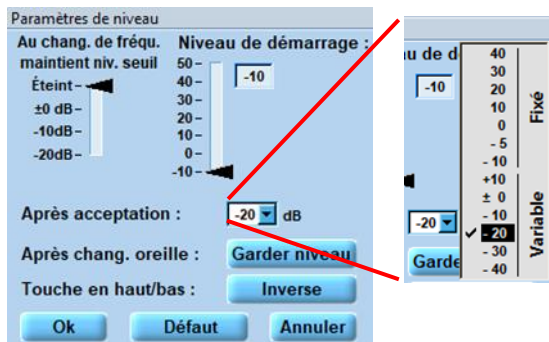 Paramètres de niveau
Au chang. de fréqu.
maintient niv. seuil
Éteint
±0 dB
-10dB
-20dB
Niveau de démarrage :
50
40
30
20
10
0
-10
-10
Après acceptation :
-20
dB
Après chang. oreille :
Garder niveau
Touche en haut/bas :
Inverse
Ok
Défaut
Annuler
u de d
-10
-20
Garde
40
30
20
10
0
- 5
- 10
+10
± 0
- 10
- 20
- 30
- 40
Fixé
Variable